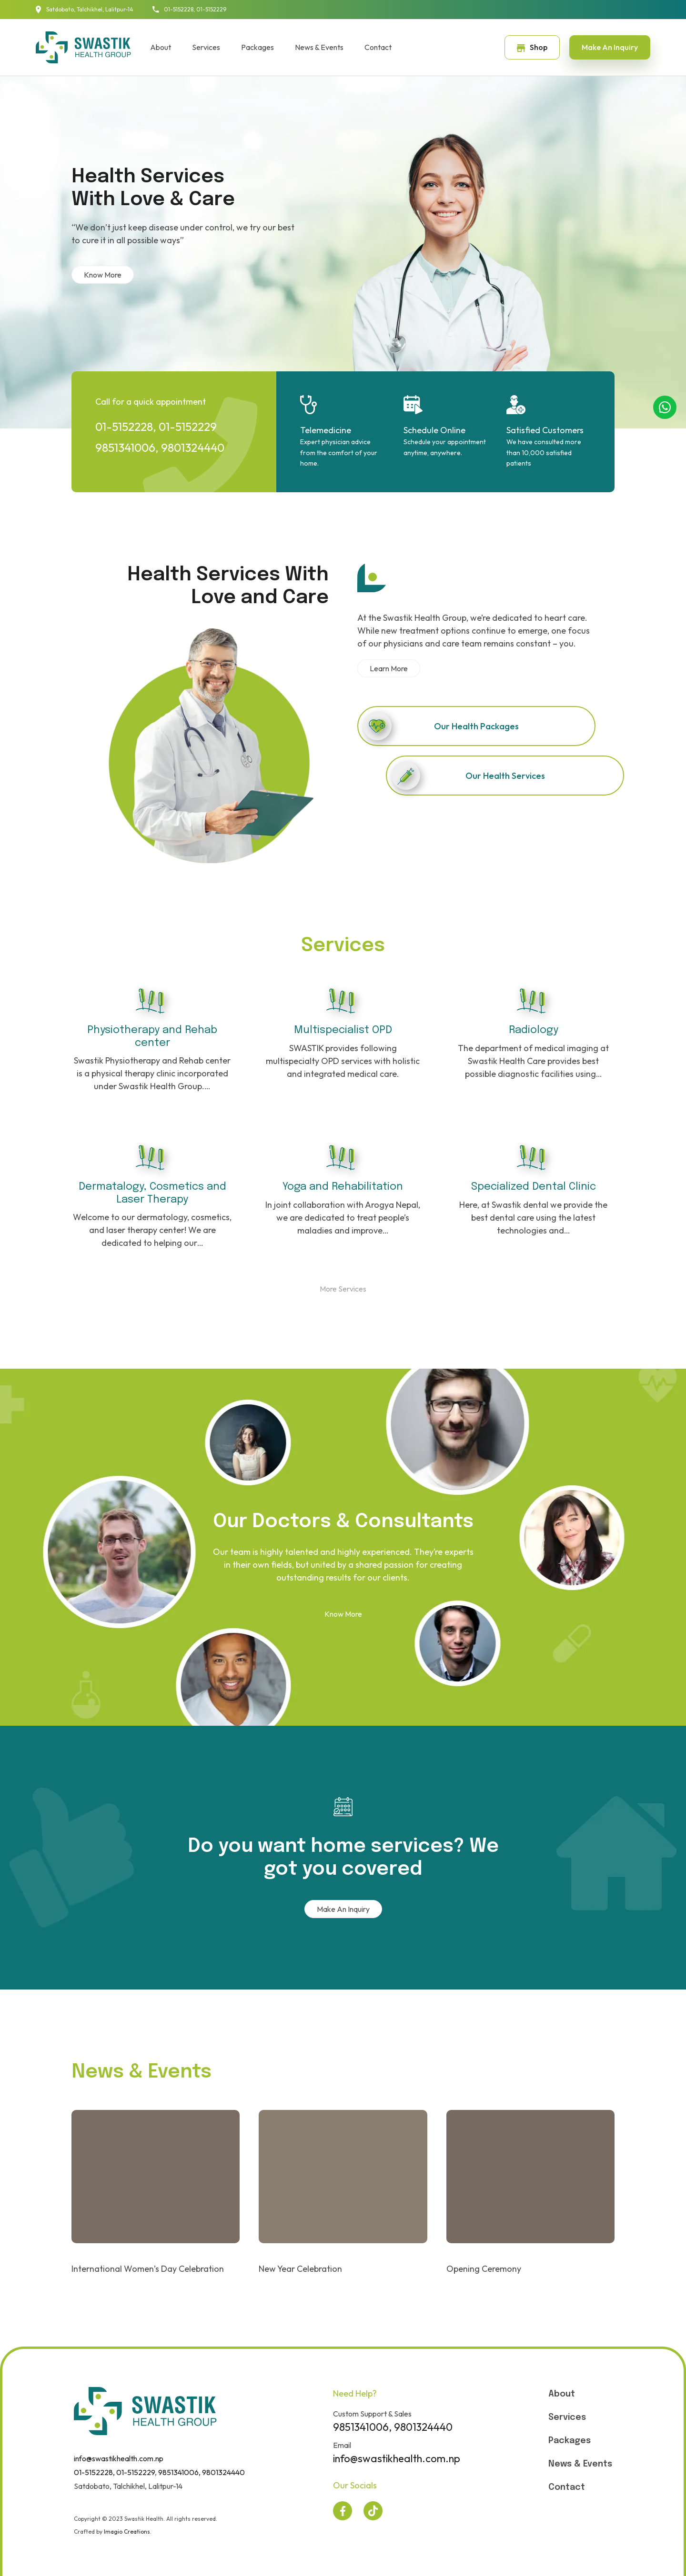 Satdobato, Talchikhel, Lalitpur-14
01-5152228, 01-5152229
SWASTIK
HEALTH GROUP
About
Services
Packages
News & Events
Contact
Shop
Make An Inquiry
Health Services
With Love & Care
“We don’t just keep disease under control, we try our best
to cure it in all possible ways”
Know More
Call for a quick appointment
01-5152228, 01-5152229
9851341006, 9801324440
Telemedicine
Expert physician advice
from the comfort of your
home.
Schedule Online
Schedule your appointment
anytime, anywhere.
Satisfied Customers
We have consulted more
than 10,000 satisfied
patients
Health Services With
Love and Care
At the Swastik Health Group, we’re dedicated to heart care.
While new treatment options continue to emerge, one focus
of our physicians and care team remains constant – you.
Learn More
Our Health Packages
Our Health Services
Services
Physiotherapy and Rehab
center
Swastik Physiotherapy and Rehab center
is a physical therapy clinic incorporated
under Swastik Health Group.…
Multispecialist OPD
SWASTIK provides following
multispecialty OPD services with holistic
and integrated medical care.
Radiology
The department of medical imaging at
Swastik Health Care provides best
possible diagnostic facilities using…
Dermatalogy, Cosmetics and
Laser Therapy
Welcome to our dermatology, cosmetics,
and laser therapy center! We are
dedicated to helping our…
Yoga and Rehabilitation
In joint collaboration with Arogya Nepal,
we are dedicated to treat people’s
maladies and improve…
Specialized Dental Clinic
Here, at Swastik dental we provide the
best dental care using the latest
technologies and…
More Services
Our Doctors & Consultants
Our team is highly talented and highly experienced. They’re experts
in their own fields, but united by a shared passion for creating
outstanding results for our clients.
Know More
Do you want home services? We
got you covered
Make An Inquiry
News & Events
International Women’s Day Celebration
New Year Celebration
Opening Ceremony
SWASTIK
HEALTH GROUP
info@swastikhealth.com.np
01-5152228, 01-5152229, 9851341006, 9801324440
Satdobato, Talchikhel, Lalitpur-14
Copyright © 2023 Swastik Health. All rights reserved.
Crafted by Imagio Creations.
Need Help?
Custom Support & Sales
9851341006, 9801324440
Email
info@swastikhealth.com.np
Our Socials
About
Services
Packages
News & Events
Contact